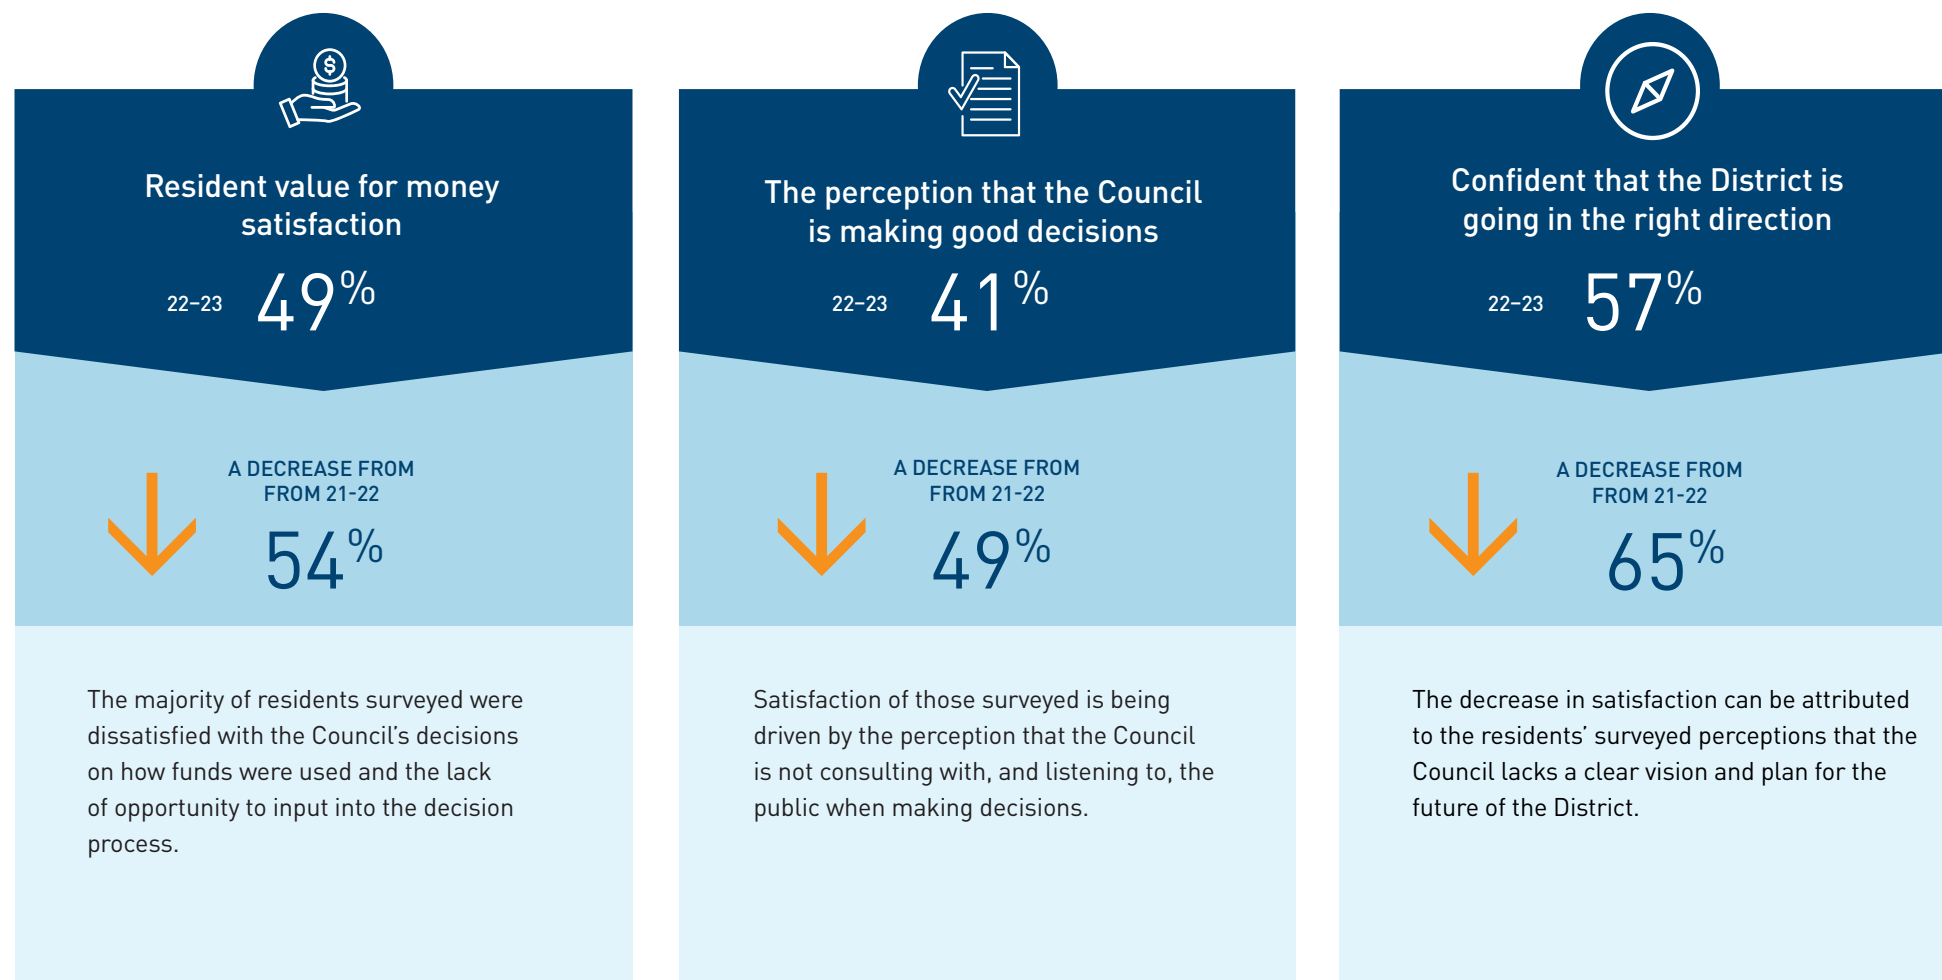 Resident value for money
satisfaction
22–23 49%
A DECREASE FROM
FROM 21-22
54%
The majority of residents surveyed were
dissatisfied with the Council’s decisions
on how funds were used and the lack
of opportunity to input into the decision
process.
The perception that the Council
is making good decisions
22–23 41%
A DECREASE FROM
FROM 21-22
49%
Satisfaction of those surveyed is being
driven by the perception that the Council
is not consulting with, and listening to, the
public when making decisions.
Confident that the District is
going in the right direction
22–23 57%
A DECREASE FROM
FROM 21-22
65%
The decrease in satisfaction can be attributed
to the residents’ surveyed perceptions that the
Council lacks a clear vision and plan for the
future of the District.